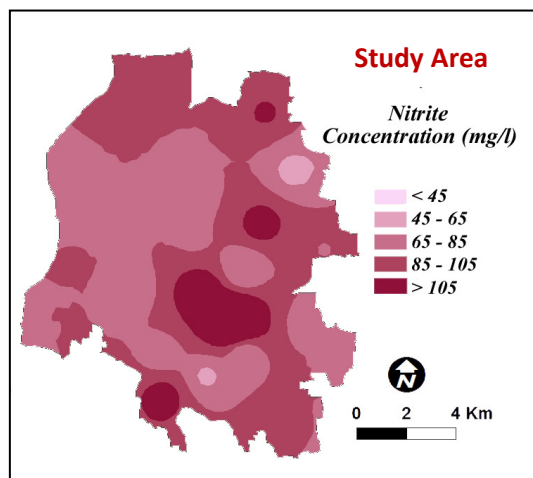 Study Area
Nitrite
Concentration (mg/l)
< 45
45 - 65
65 - 85
85 - 105
> 105
N
0 2 4 Km